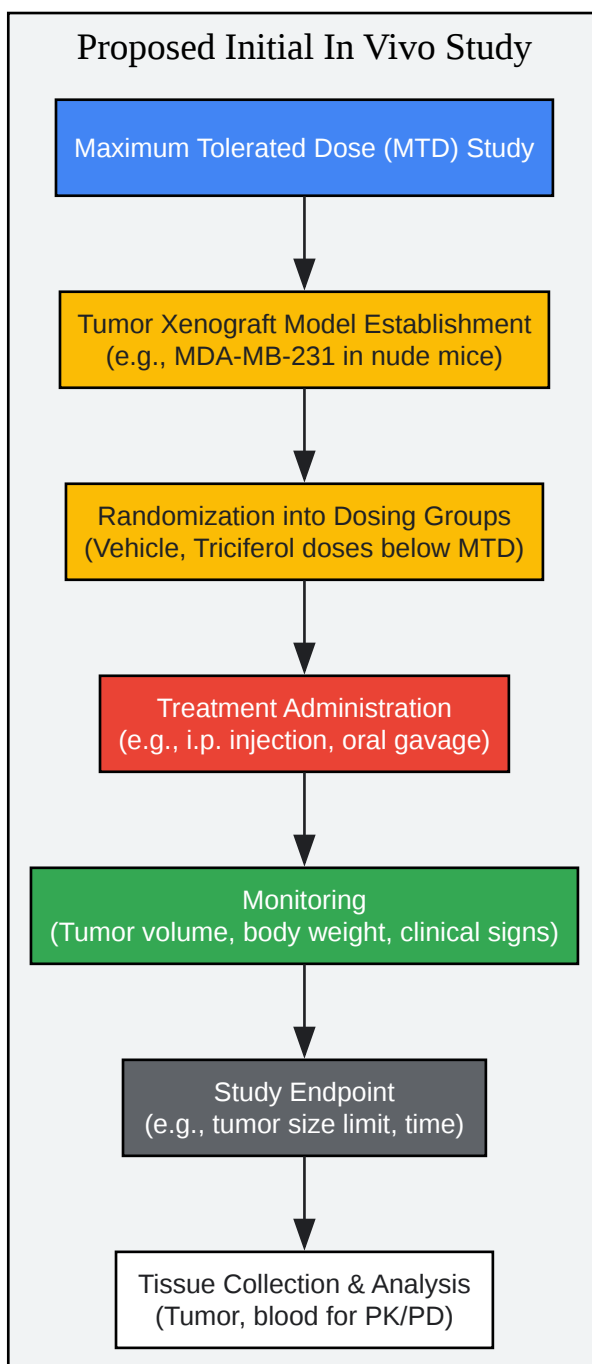 Proposed Initial In Vivo Study
Maximum Tolerated Dose (MTD) Study
Tumor Xenograft Model Establishment
(e.g., MDA-MB-231 in nude mice)
Randomization into Dosing Groups
(Vehicle, Triciferol doses below MTD)
Treatment Administration
(e.g., i.p. injection, oral gavage)
Monitoring
(Tumor volume, body weight, clinical signs)
Study Endpoint
(e.g., tumor size limit, time)
Tissue Collection & Analysis
(Tumor, blood for PK/PD)